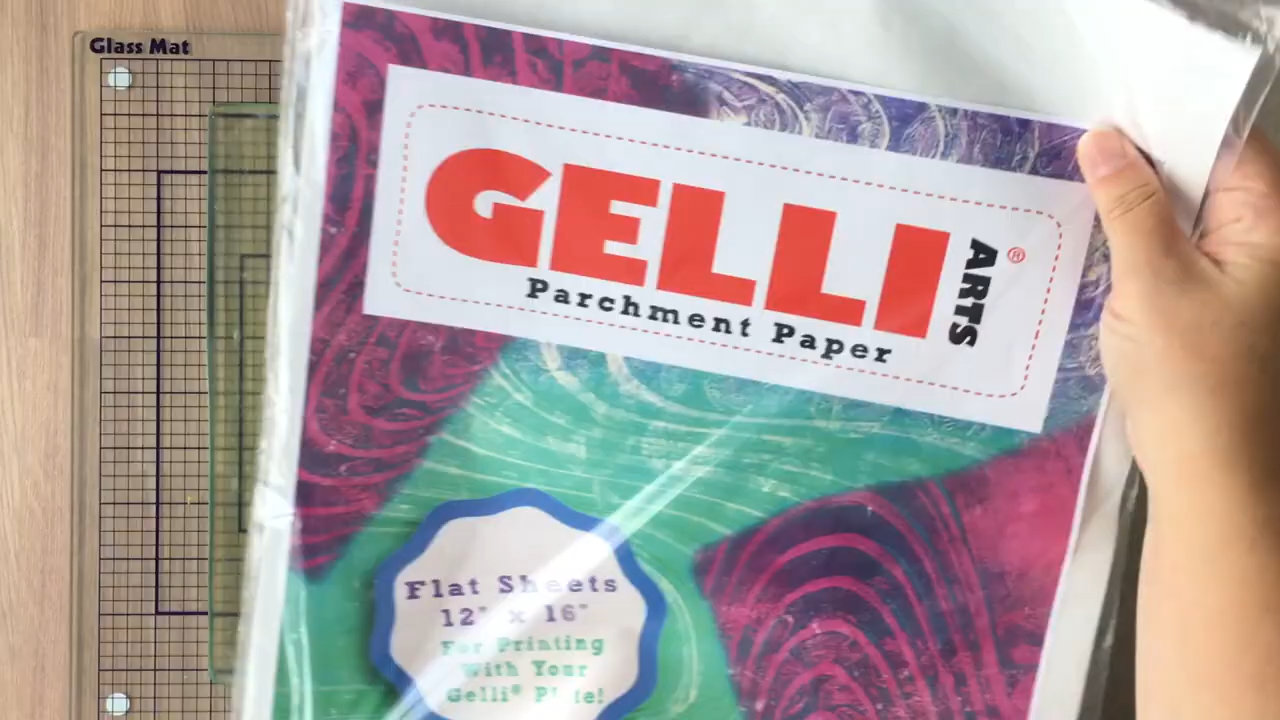 Glass Mat
GELLI
ARTS®
Parchment Paper
Flat Sheets
12" x 16"
For Printing
With Your
Gelli® Plate!